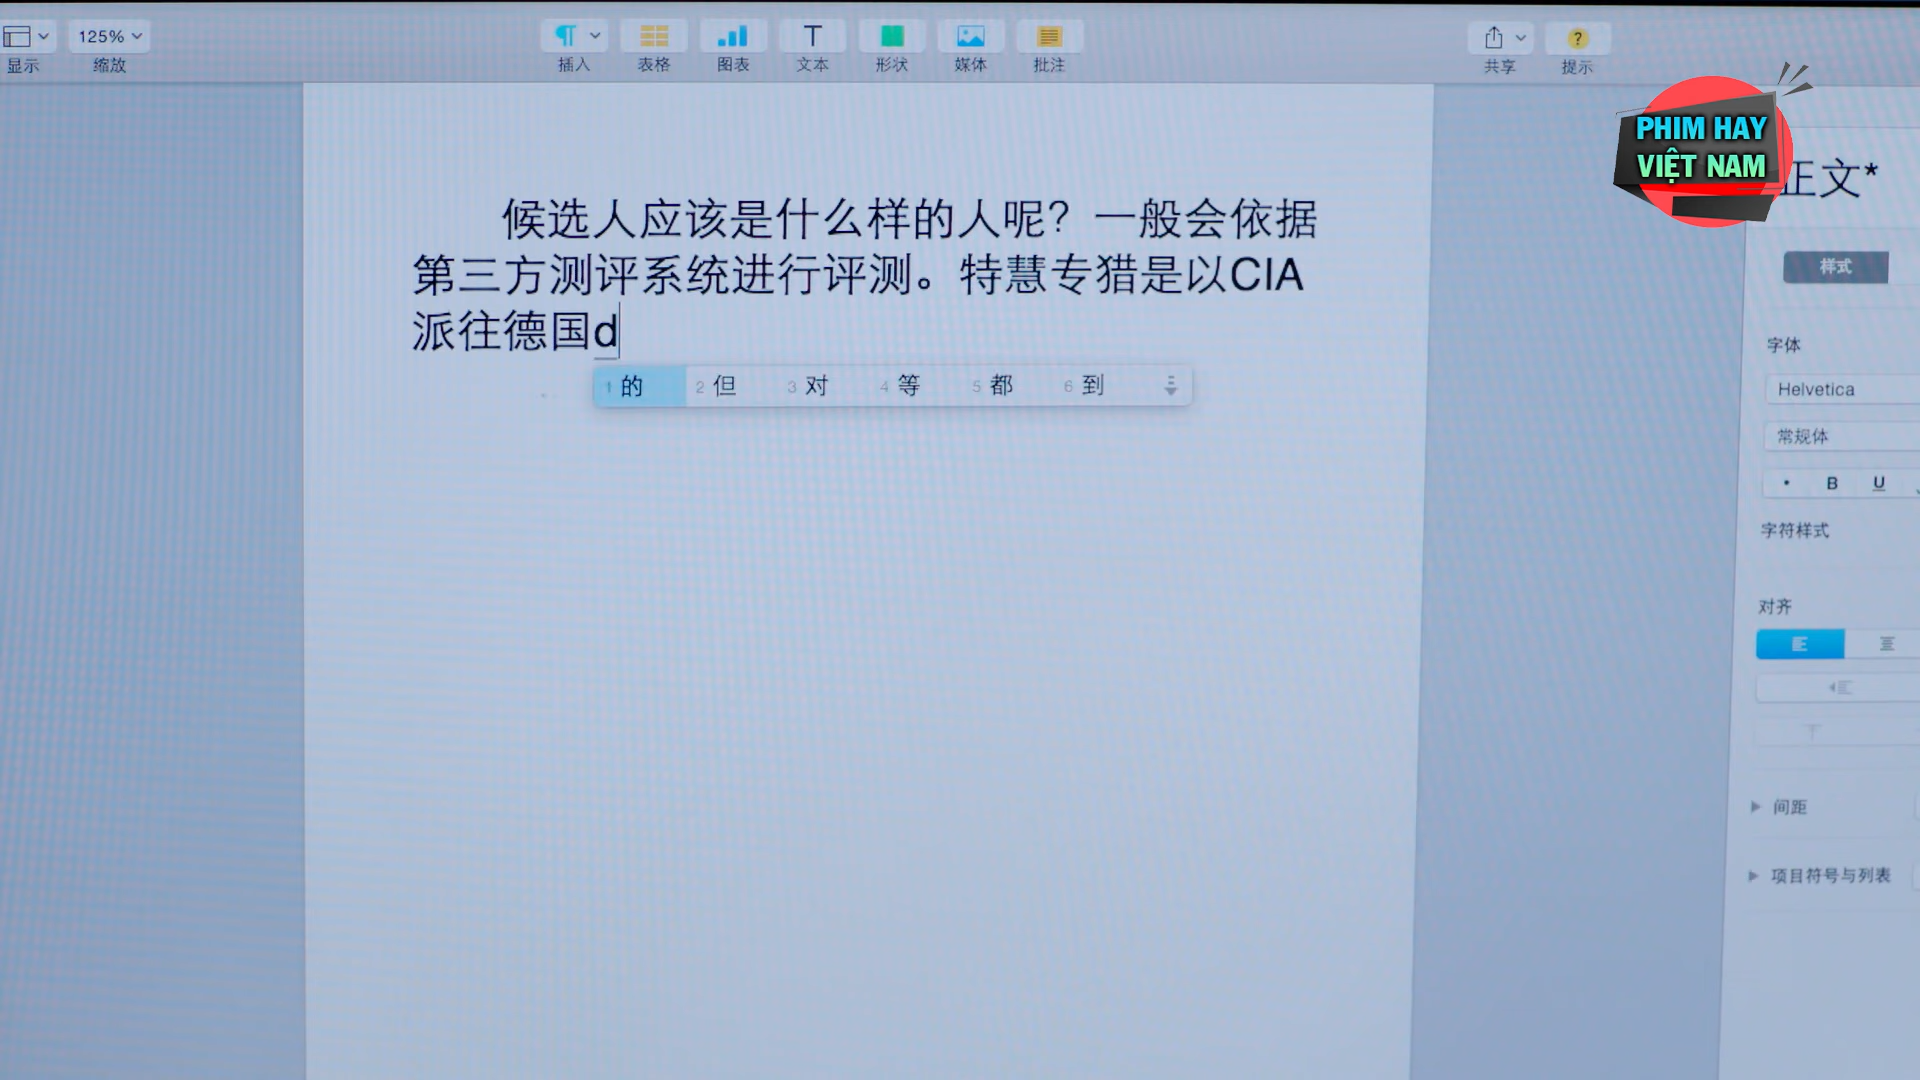 125%
显示
缩放
插入
表格
图表
T
文本
形状
媒体
批注
共享
?
提示
PHIM HAY
VIỆT NAM
正文*
样式
候选人应该是什么样的人呢？一般会依据
第三方测评系统进行评测。特慧专猎是以CIA
派往德国d
1 的 2 但 3 对 4 等 5 都 6 到
字体
Helvetica
常规体
B U
字符样式
对齐
间距
项目符号与列表